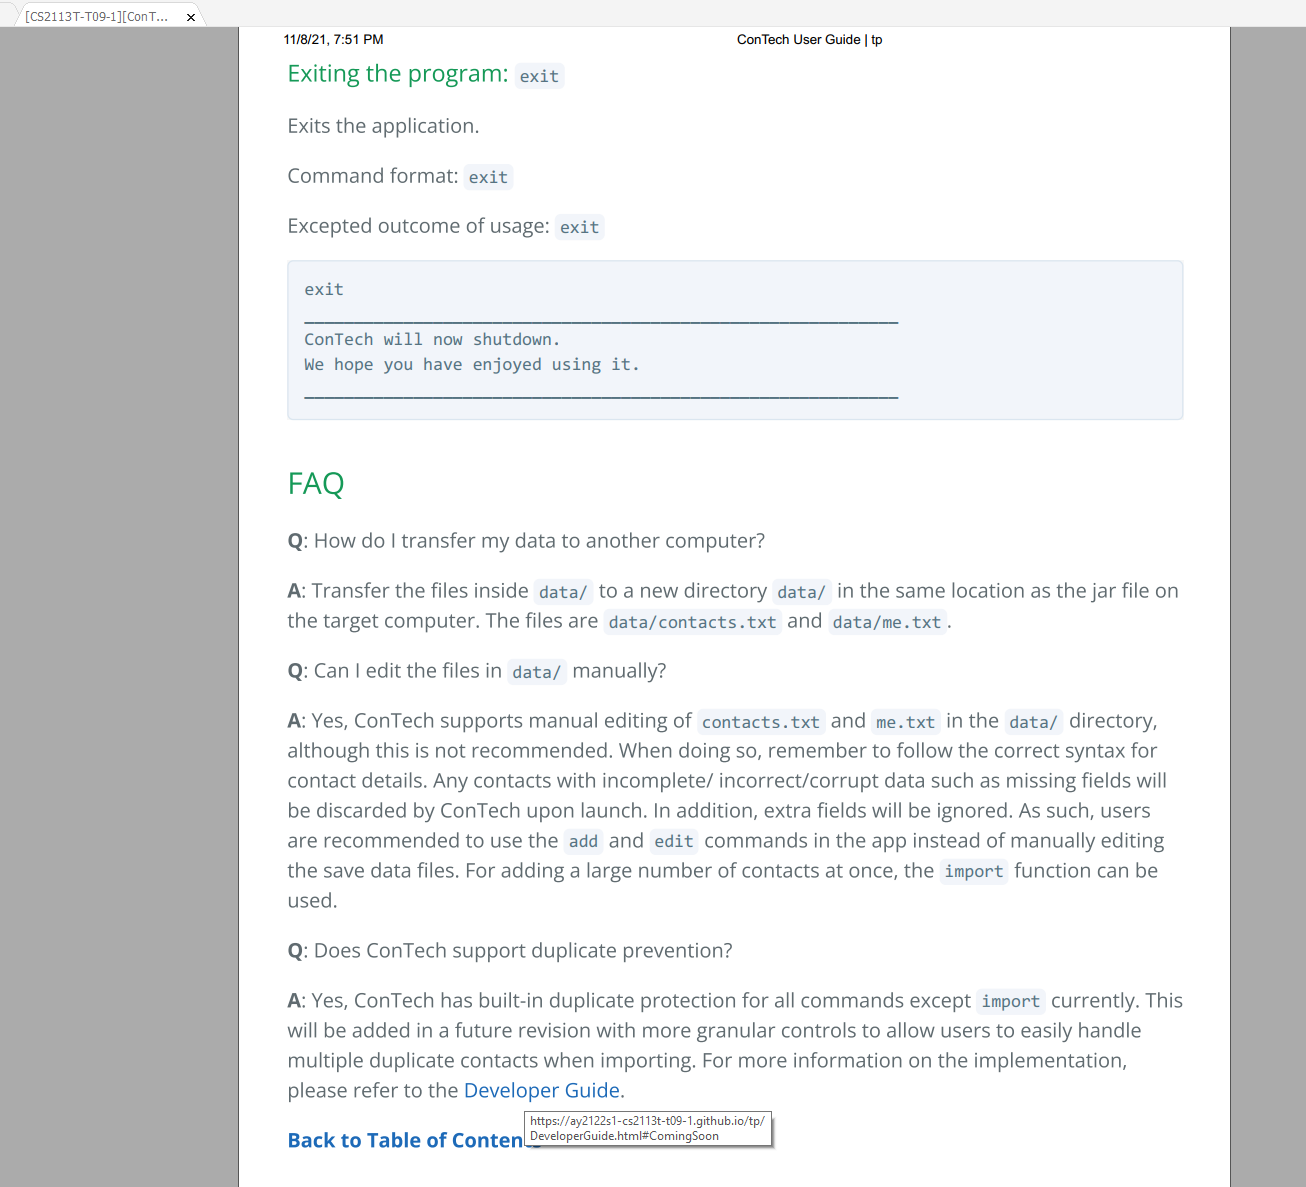 [CS2113T-T09-1][ConT... ×
11/8/21, 7:51 PM ConTech User Guide | tp
Exiting the program: exit
Exits the application.
Command format: exit
Excepted outcome of usage: exit
exit
____________________________________________________________
ConTech will now shutdown.
We hope you have enjoyed using it.
____________________________________________________________
FAQ
Q: How do I transfer my data to another computer?
A: Transfer the files inside data/ to a new directory data/ in the same location as the jar file on
the target computer. The files are data/contacts.txt and data/me.txt.
Q: Can I edit the files in data/ manually?
A: Yes, ConTech supports manual editing of contacts.txt and me.txt in the data/ directory,
although this is not recommended. When doing so, remember to follow the correct syntax for
contact details. Any contacts with incomplete/ incorrect/corrupt data such as missing fields will
be discarded by ConTech upon launch. In addition, extra fields will be ignored. As such, users
are recommended to use the add and edit commands in the app instead of manually editing
the save data files. For adding a large number of contacts at once, the import function can be
used.
Q: Does ConTech support duplicate prevention?
A: Yes, ConTech has built-in duplicate protection for all commands except import currently. This
will be added in a future revision with more granular controls to allow users to easily handle
multiple duplicate contacts when importing. For more information on the implementation,
please refer to the Developer Guide.
https://ay2122s1-cs2113t-t09-1.github.io/tp/
DeveloperGuide.html#ComingSoon
Back to Table of Contents